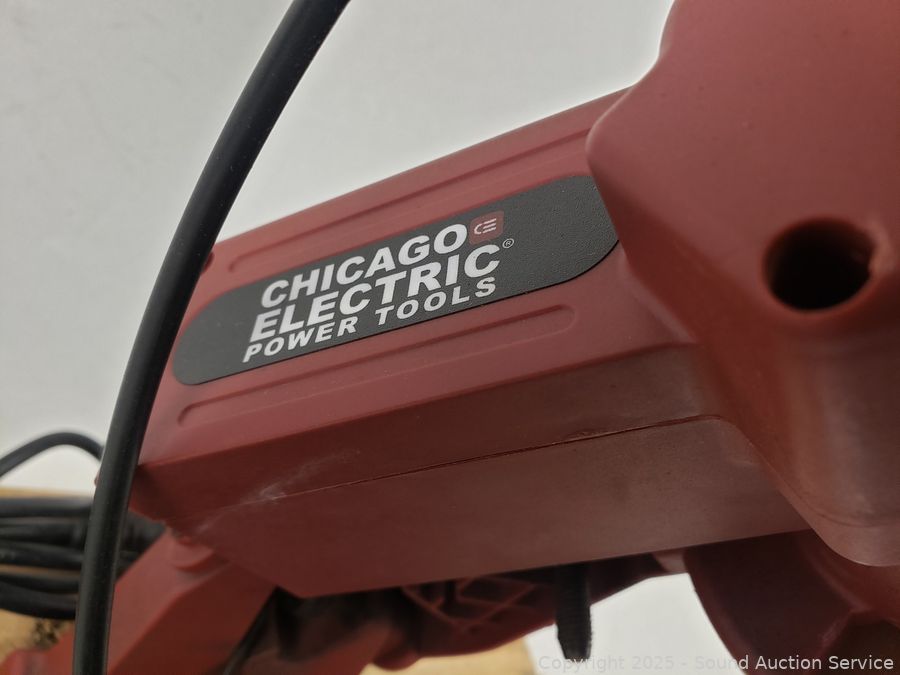 CHICAGO
ELECTRIC®
POWER TOOLS
Copyright 2025 - Sound Auction Service